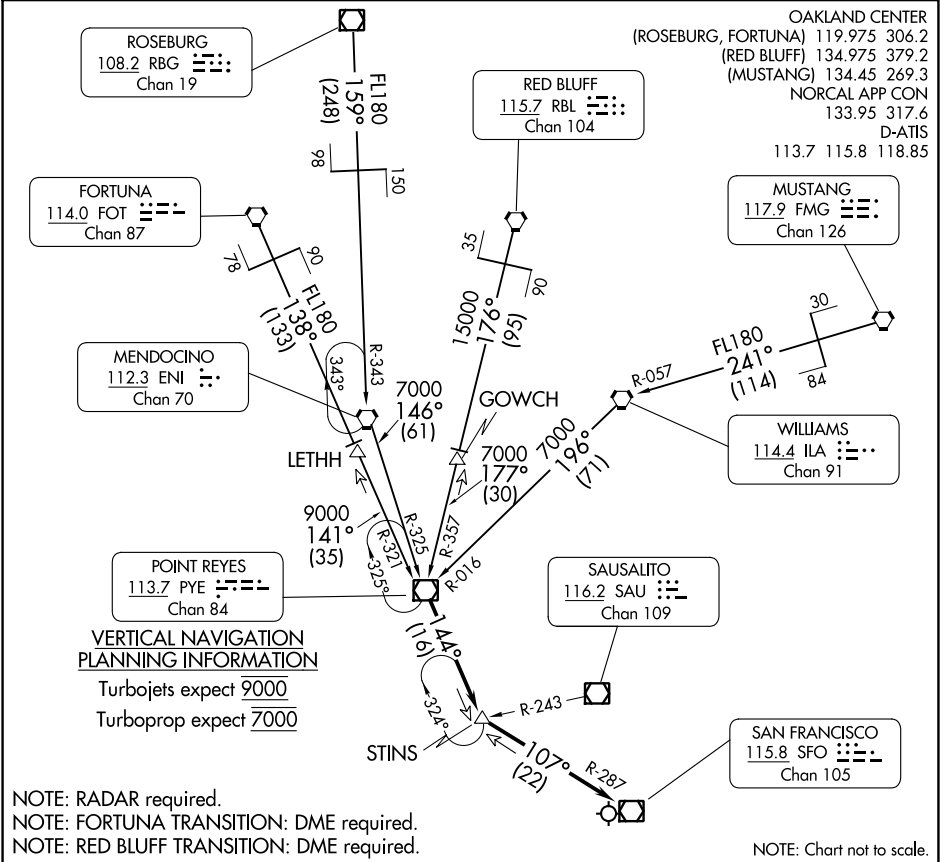 OAKLAND CENTER
(ROSEBURG, FORTUNA) 119.975 306.2
(RED BLUFF) 134.975 379.2
(MUSTANG) 134.45 269.3
NORCAL APP CON
133.95 317.6
D-ATIS
113.7 115.8 118.85
ROSEBURG
108.2 RBG
Chan 19
FL180
159°
(248)
98
150
RED BLUFF
115.7 RBL
Chan 104
FORTUNA
114.0 FOT
Chan 87
78
90
FL180
138°
(133)
MUSTANG
117.9 FMG
Chan 126
35
90
15000
176°
(95)
30
84
FL180
241°
(114)
R-057
MENDOCINO
112.3 ENI
Chan 70
R-343
343°
7000
146°
(61)
GOWCH
LETHH
7000
177°
(30)
7000
196°
(71)
WILLIAMS
114.4 ILA
Chan 91
9000
141°
(35)
R-321
R-325
R-357
R-016
325°
POINT REYES
113.7 PYE
Chan 84
SAUSALITO
116.2 SAU
Chan 109
144°
(16)
VERTICAL NAVIGATION
PLANNING INFORMATION
Turbojets expect 9000
Turboprop expect 7000
R-243
324°
STINS
107°
(22)
R-287
SAN FRANCISCO
115.8 SFO
Chan 105
NOTE: RADAR required.
NOTE: FORTUNA TRANSITION: DME required.
NOTE: RED BLUFF TRANSITION: DME required.
NOTE: Chart not to scale.